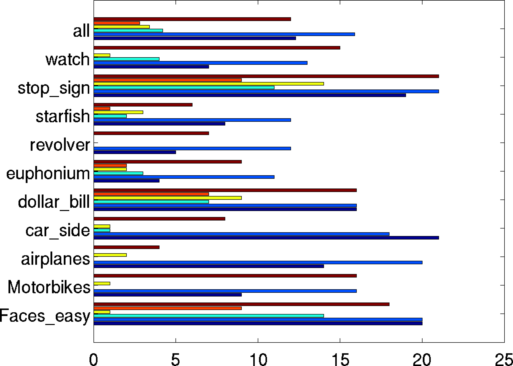 all
watch
stop_sign
starfish
revolver
euphonium
dollar_bill
car_side
airplanes
Motorbikes
Faces_easy
0 5 10 15 20 25